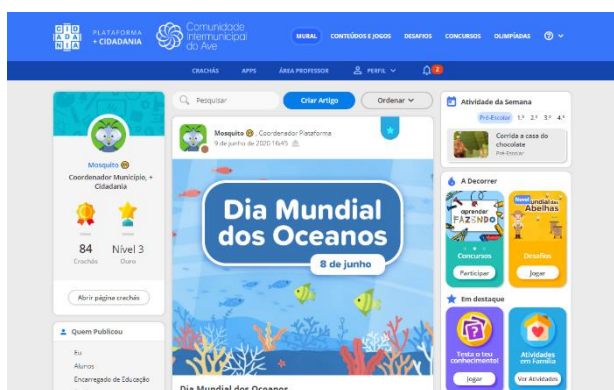 CID
ADA
NIA
PLATAFORMA
+ CIDADANIA
Comunidade
Intermunicipal
do Ave
MURAL
CONTEÚDOS E JOGOS
DESAFIOS
CONCURSOS
OLIMPÍADAS
CRACHÁS
APPS
ÁREA PROFESSOR
PERFIL
2
Pesquisar
Criar Artigo
Ordenar
Mosquito
Coordenador Município, +
Cidadania
84
Crachás
Nível 3
Ouro
Abrir página crachás
Quem Publicou
Eu
Alunos
Encarregado de Educação
Mosquito . Coordenador Plataforma
9 de junho de 2020 16:45
Dia Mundial
dos Oceanos
8 de junho
Dia Mundial dos Oceanos
Atividade da Semana
Pré-Escolar 1.º 2.º 3.º 4.º
Corrida a casa do
chocolate
Pré-Escolar
A Decorrer
aprender
FAZENDO
Concursos
Participar
Mundial das
Abelhas
Desafios
Jogar
Em destaque
Testa o teu
conhecimento!
Jogar
Atividades
em Família
Ver Atividades